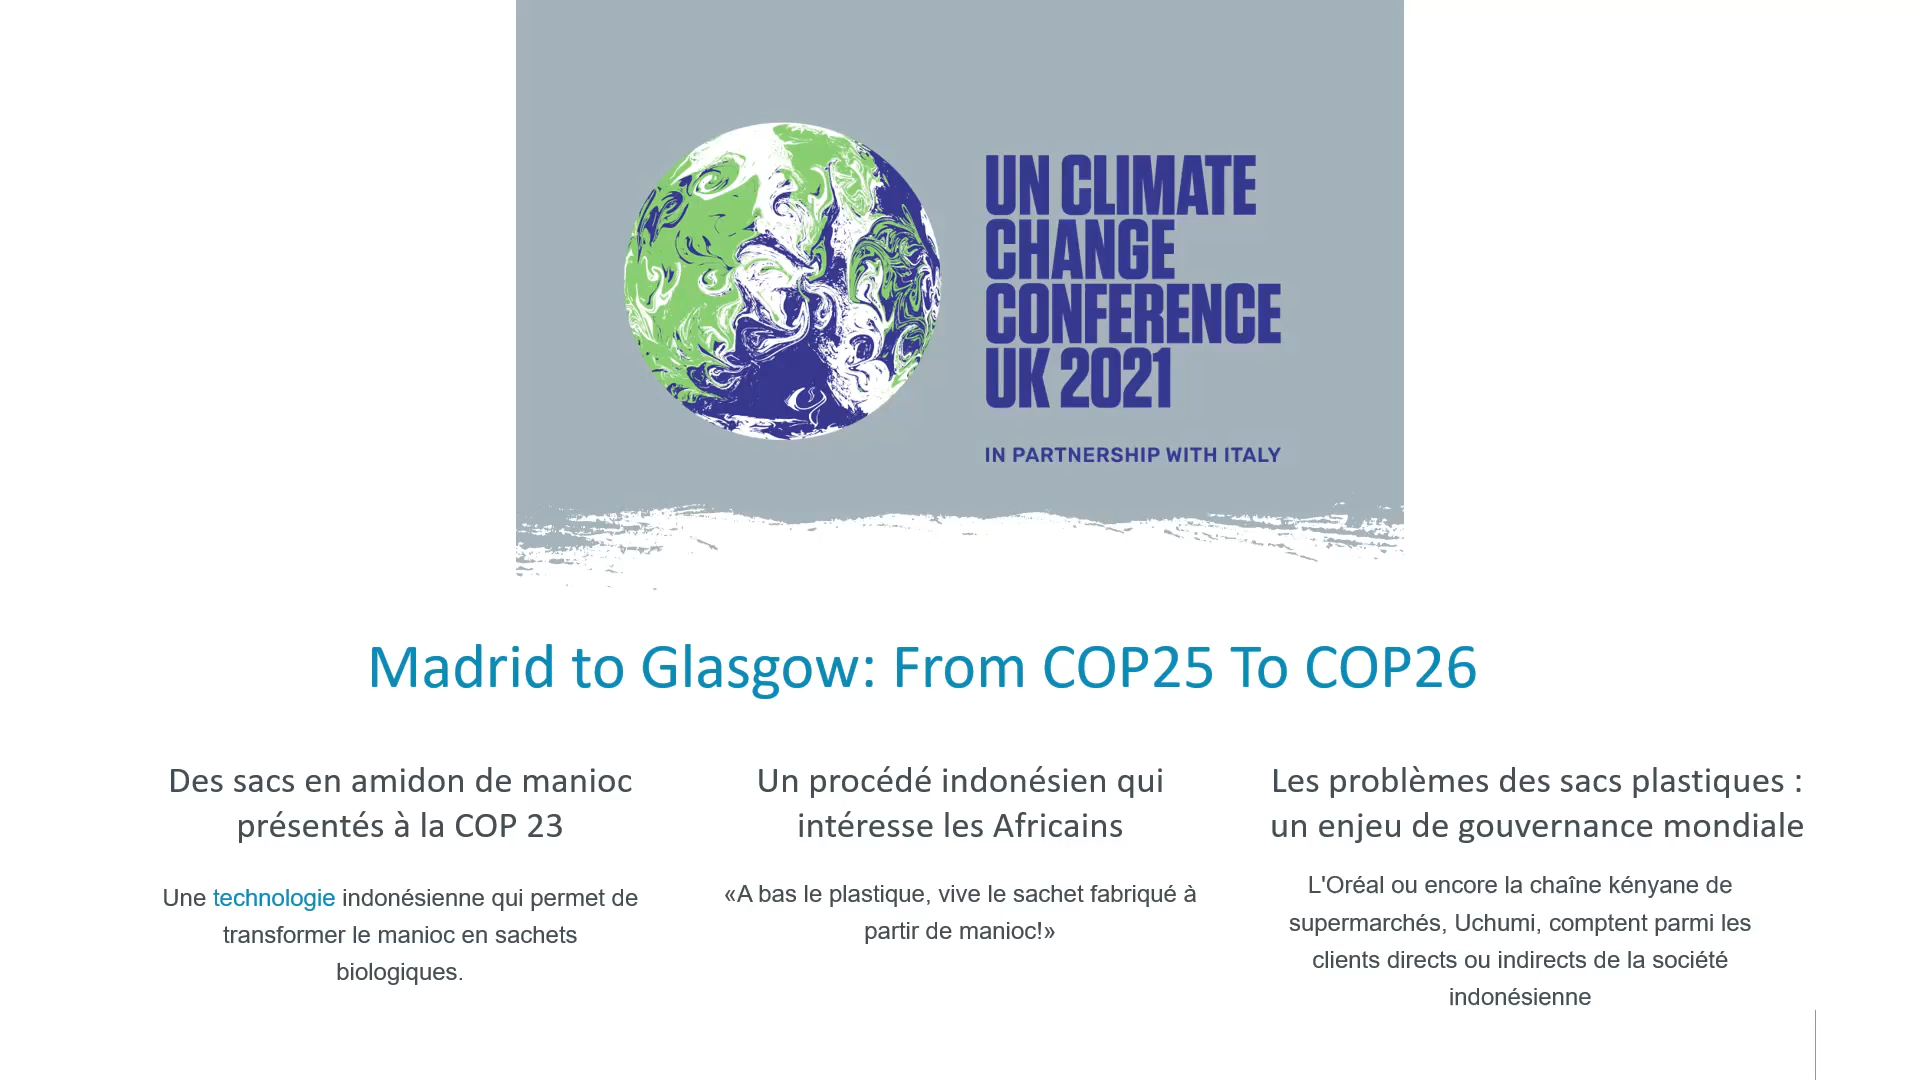 UN CLIMATE
CHANGE
CONFERENCE
UK 2021
IN PARTNERSHIP WITH ITALY
Madrid to Glasgow: From COP25 To COP26
Des sacs en amidon de manioc
présentés à la COP 23
Une technologie indonésienne qui permet de
transformer le manioc en sachets
biologiques.
Un procédé indonésien qui
intéresse les Africains
«A bas le plastique, vive le sachet fabriqué à
partir de manioc!»
Les problèmes des sacs plastiques :
un enjeu de gouvernance mondiale
L'Oréal ou encore la chaîne kényane de
supermarchés, Uchumi, comptent parmi les
clients directs ou indirects de la société
indonésienne